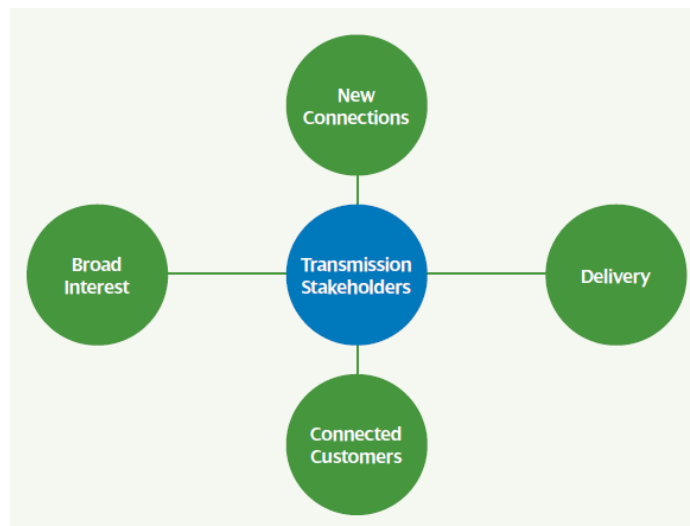 New
Connections
Broad
Interest
Transmission
Stakeholders
Delivery
Connected
Customers